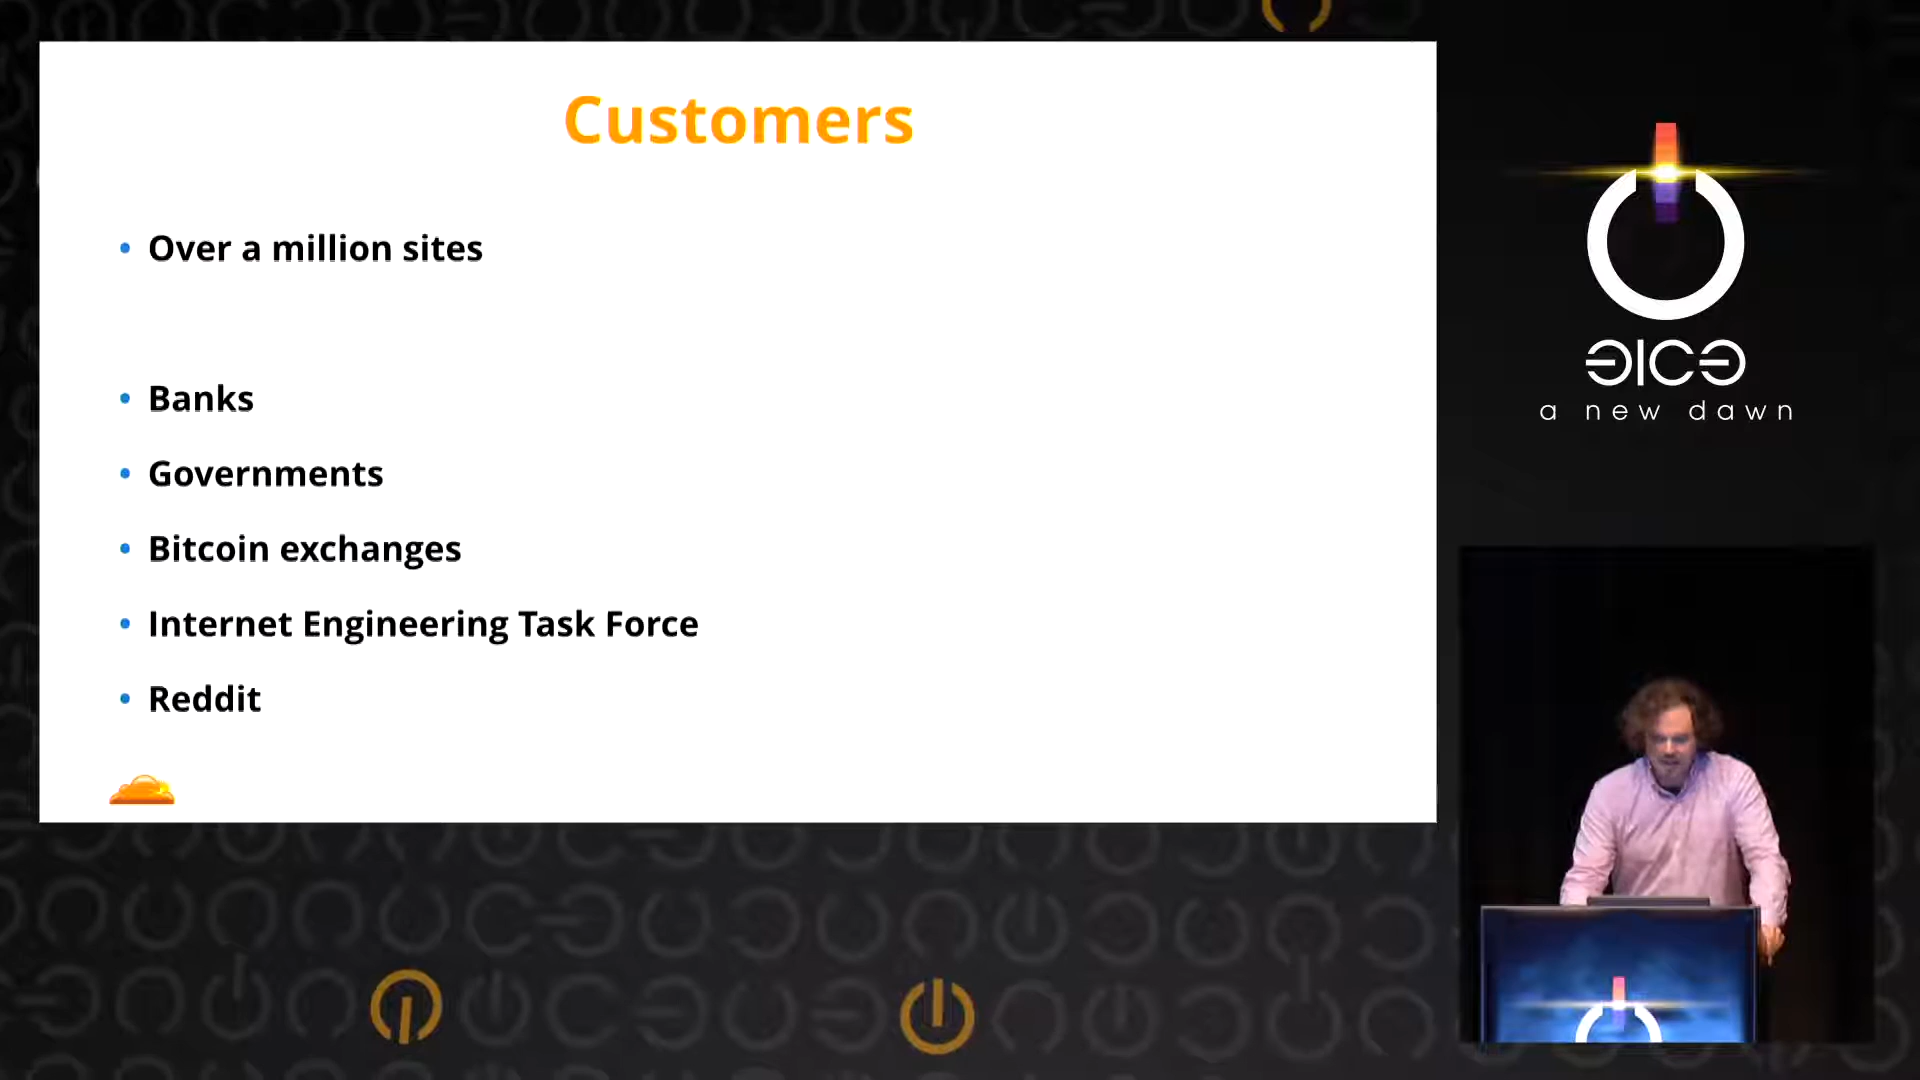 Customers
Over a million sites
Banks
Governments
Bitcoin exchanges
Internet Engineering Task Force
Reddit
a new dawn